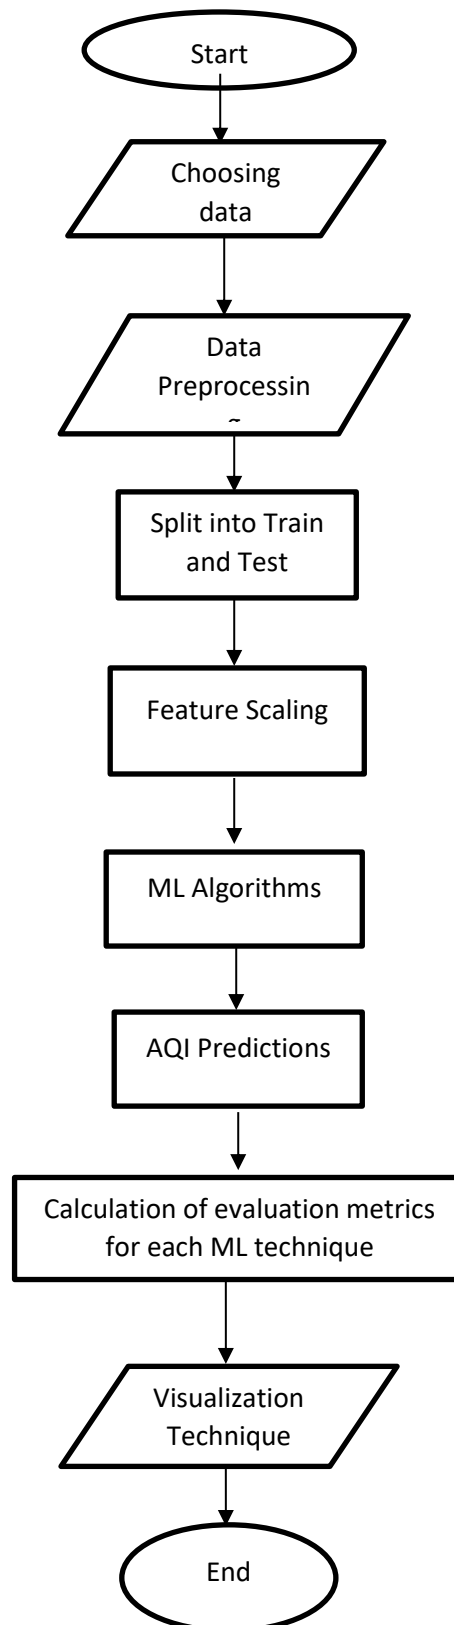 Start
Choosing
data
Data
Preprocessin
Split into Train
and Test
Feature Scaling
ML Algorithms
AQI Predictions
Calculation of evaluation metrics
for each ML technique
Visualization
Technique
End